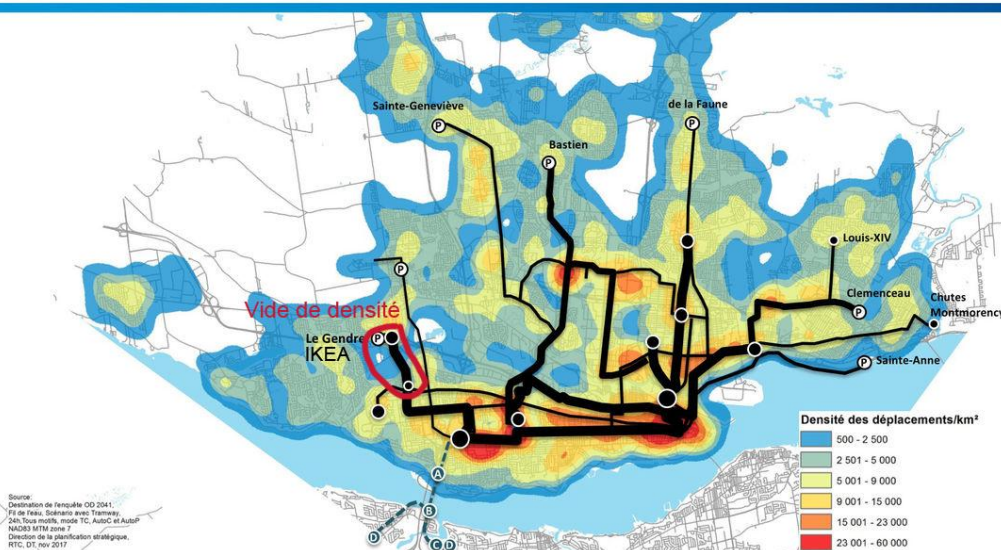 Sainte-Geneviève
P
de la Faune
P
Bastien
P
Louis-XIV
P
Vide de densité
Clemenceau
P
Chutes
Montmorency
Le Gendre
P
IKEA
Sainte-Anne
P
A
B
C
D
D
Densité des déplacements/km²
500 - 2 500
2 501 - 5 000
5 001 - 9 000
9 001 - 15 000
15 001 - 23 000
23 001 - 60 000
Source:
Destination de l'enquête OD 2041,
Fil de l'eau, Scénario avec Tramway,
24h,Tous motifs, mode TC, AutoC et AutoP
NAD83 MTM zone 7
Direction de la planification stratégique,
RTC, DT, nov 2017